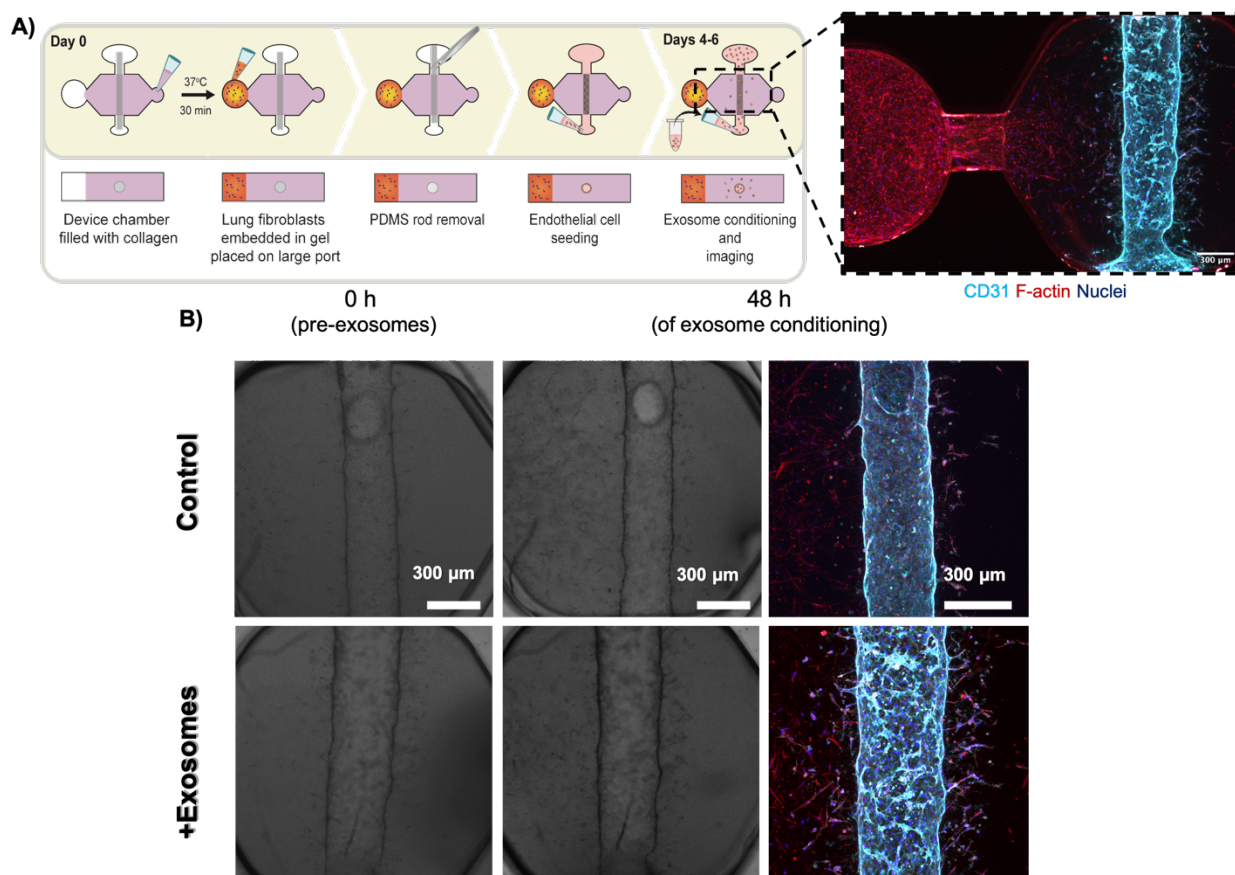 A)
Day 0
37°C
30 min
Days 4-6
Device chamber
filled with collagen
Lung fibroblasts
embedded in gel
placed on large port
PDMS rod removal
Endothelial cell
seeding
Exosome conditioning
and
imaging
300 µm
CD31 F-actin Nuclei
B)
0 h
(pre-exosomes)
48 h
(of exosome conditioning)
Control
300 µm
300 µm
300 µm
+Exosomes